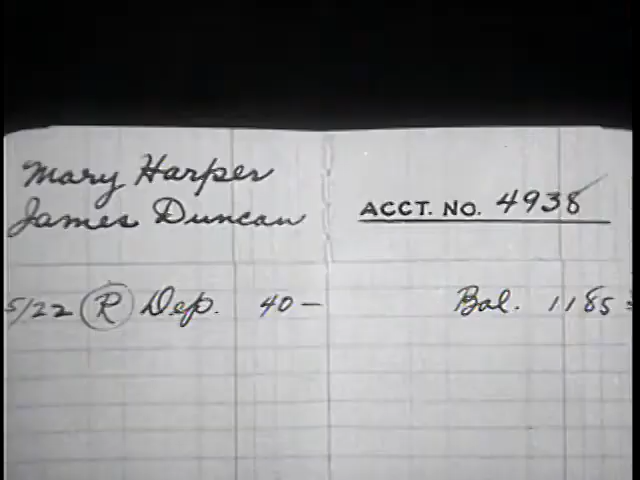 Mary Harper
James Duncan
ACCT. NO. 4938
5/22 R Dep. 40— Bal. 1185